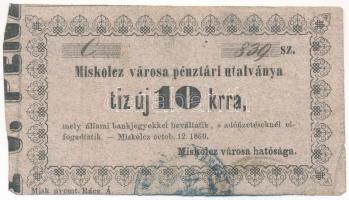 C 839 sz.
Miskolcz városa pénztári utalványa
tíz új 10 krra,
mely állami bankjegyekkel beváltatik, s adófizetéseknél el-
fogadtatik. — Miskolcz octob. 12. 1860.
Miskolcz városa hatósága.
Misk. nyomt. Rácz Á.